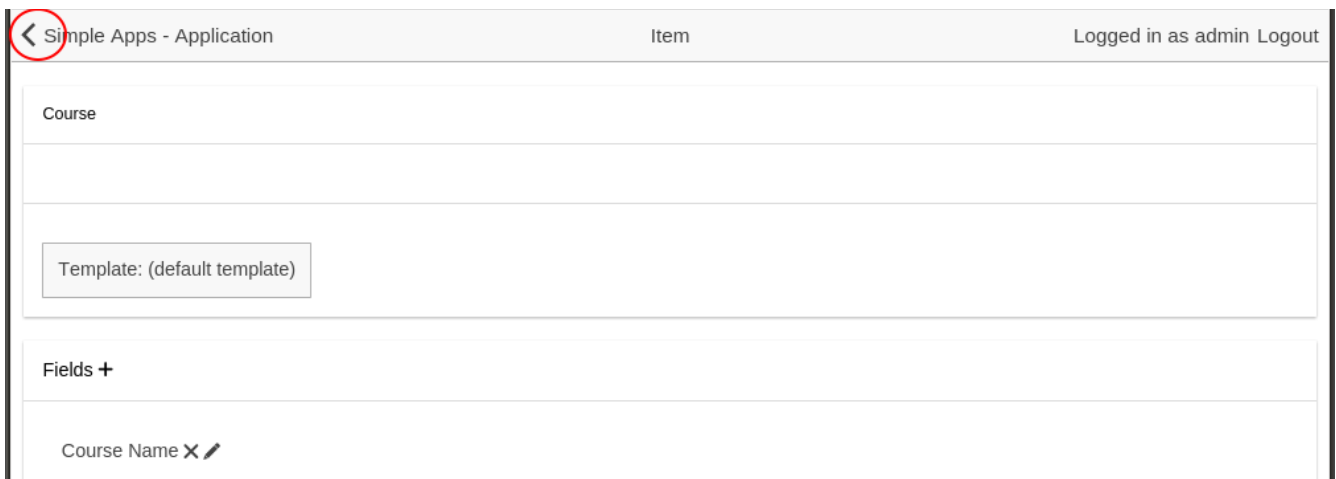 Simple Apps - Application Item Logged in as admin Logout
Course
Template: (default template)
Fields +
Course Name